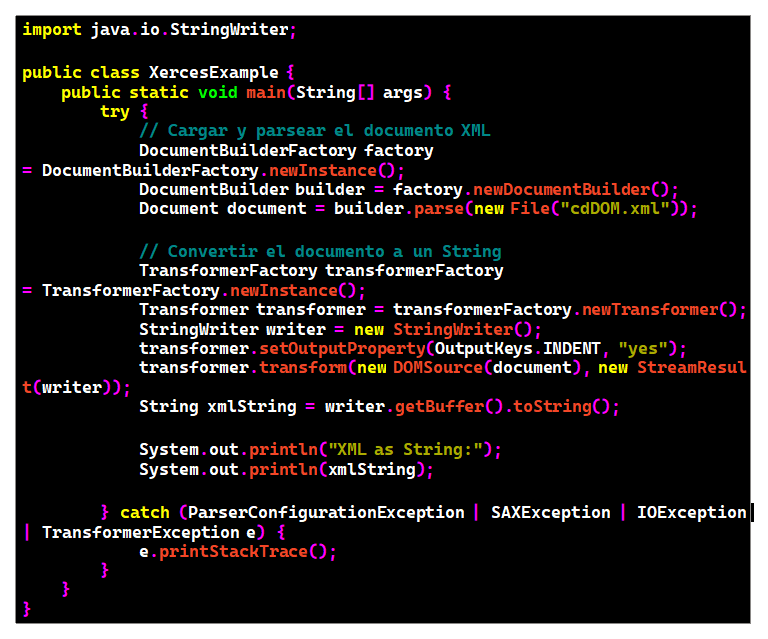 import java.io.StringWriter;

public class XercesExample {
    public static void main(String[] args) {
        try {
            // Cargar y parsear el documento XML
            DocumentBuilderFactory factory
= DocumentBuilderFactory.newInstance();
            DocumentBuilder builder = factory.newDocumentBuilder();
            Document document = builder.parse(new File("cdDOM.xml"));

            // Convertir el documento a un String
            TransformerFactory transformerFactory
= TransformerFactory.newInstance();
            Transformer transformer = transformerFactory.newTransformer();
            StringWriter writer = new StringWriter();
            transformer.setOutputProperty(OutputKeys.INDENT, "yes");
            transformer.transform(new DOMSource(document), new StreamResul
t(writer));
            String xmlString = writer.getBuffer().toString();

            System.out.println("XML as String:");
            System.out.println(xmlString);

        } catch (ParserConfigurationException | SAXException | IOException
| TransformerException e) {
            e.printStackTrace();
        }
    }
}